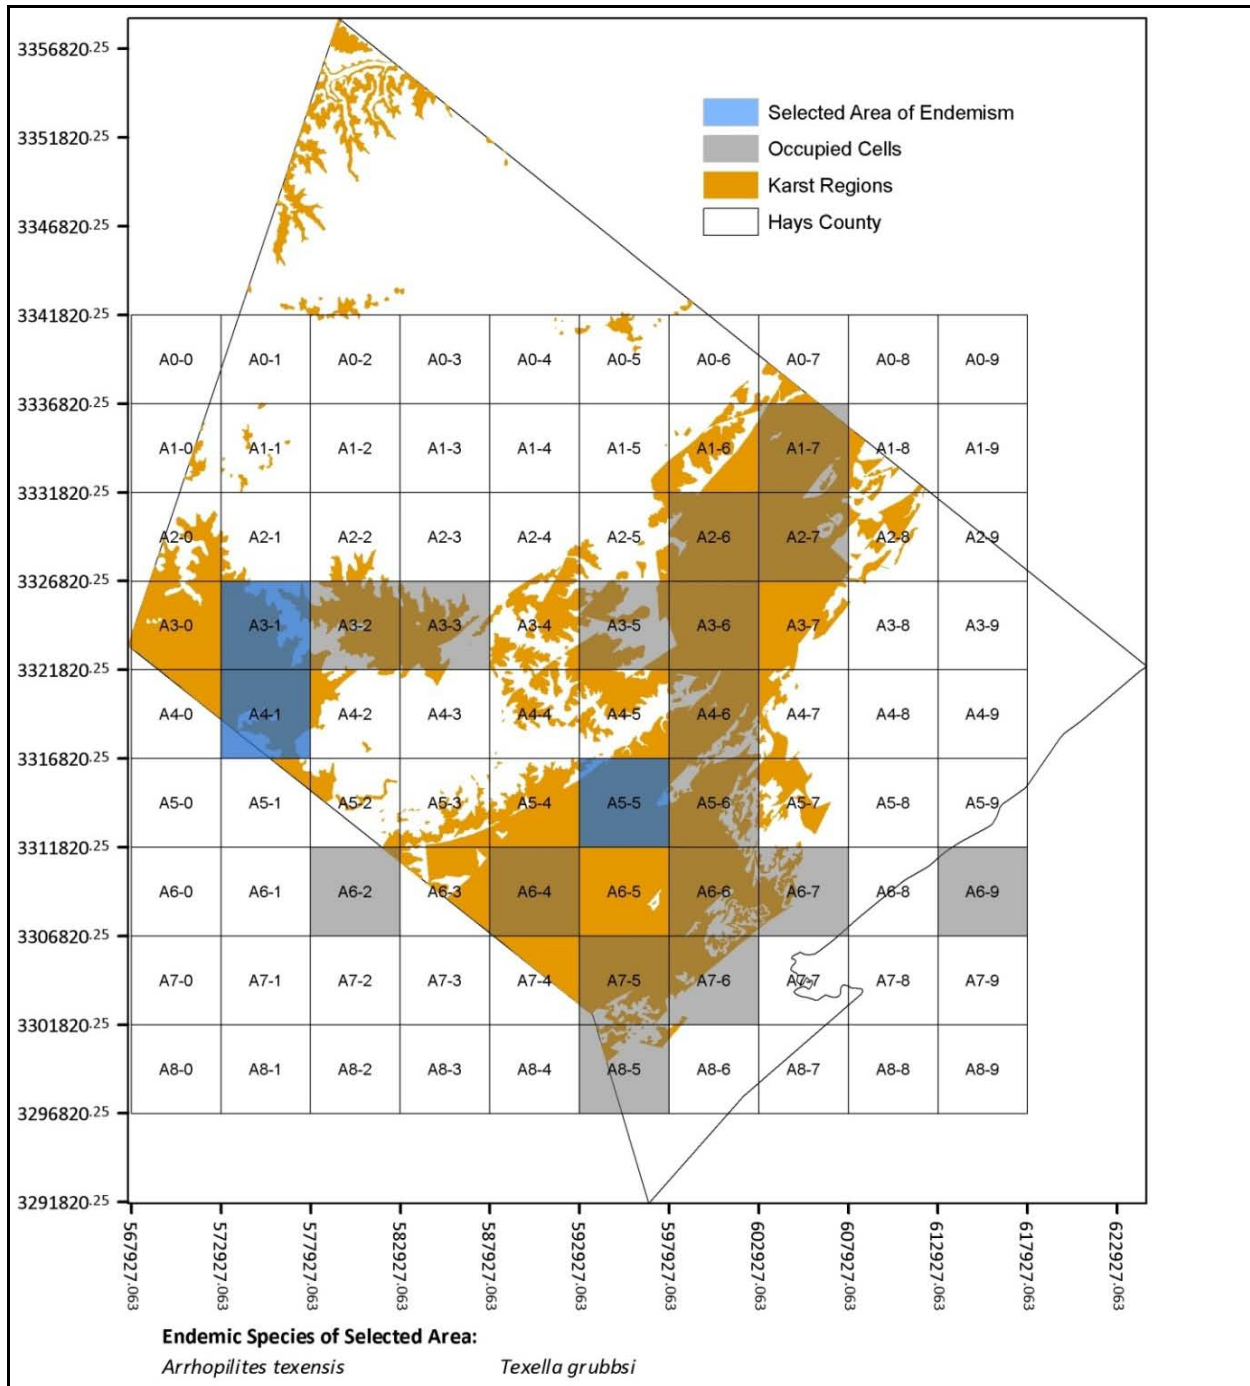 3356820.25
3351820.25
3346820.25
3341820.25
3336820.25
3331820.25
3326820.25
3321820.25
3316820.25
3311820.25
3306820.25
3301820.25
3296820.25
3291820.25
Selected Area of Endemism
Occupied Cells
Karst Regions
Hays County
A0-0 A0-1 A0-2 A0-3 A0-4 A0-5 A0-6 A0-7 A0-8 A0-9
A1-0 A1-1 A1-2 A1-3 A1-4 A1-5 A1-6 A1-7 A1-8 A1-9
A2-0 A2-1 A2-2 A2-3 A2-4 A2-5 A2-6 A2-7 A2-8 A2-9
A3-0 A3-1 A3-2 A3-3 A3-4 A3-5 A3-6 A3-7 A3-8 A3-9
A4-0 A4-1 A4-2 A4-3 A4-4 A4-5 A4-6 A4-7 A4-8 A4-9
A5-0 A5-1 A5-2 A5-3 A5-4 A5-5 A5-6 A5-7 A5-8 A5-9
A6-0 A6-1 A6-2 A6-3 A6-4 A6-5 A6-6 A6-7 A6-8 A6-9
A7-0 A7-1 A7-2 A7-3 A7-4 A7-5 A7-6 A7-7 A7-8 A7-9
A8-0 A8-1 A8-2 A8-3 A8-4 A8-5 A8-6 A8-7 A8-8 A8-9
567927.063
572927.063
577927.063
582927.063
587927.063
592927.063
597927.063
602927.063
607927.063
612927.063
617927.063
622927.063
Endemic Species of Selected Area:
Arrhopilites texensis Texella grubbsi